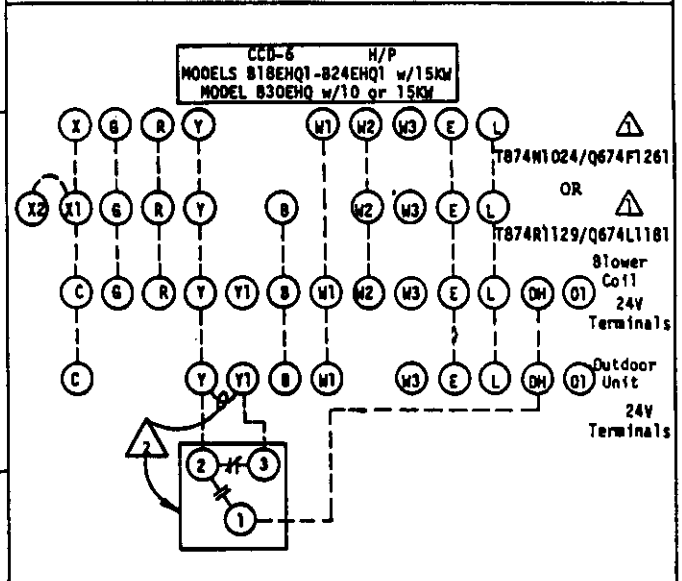 CCD-6 H/P
MODELS B18EHQ1-B24EHQ1 w/15KW
MODEL B30EHQ w/10 or 15KW
X G R Y W1 W2 W3 E L 1
T874N1024/Q674F1261
OR
X2 X1 G R Y B W2 W3 E L 1
T874R1129/Q674L1181
Blower
Coil
C G R Y Y1 B W1 W2 W3 E L DH O1
24V
Terminals
C Y Y1 B W1 W3 E L DH O1
Outdoor
Unit
24V
Terminals
2
2 3
1